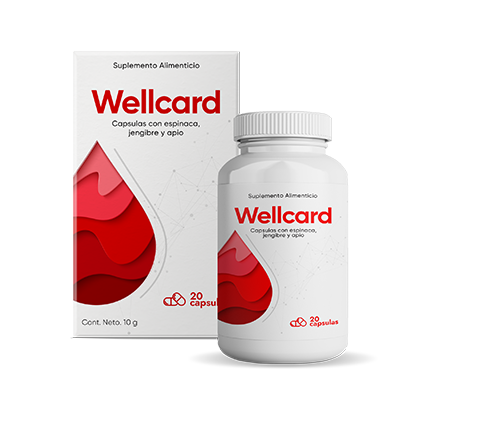 Suplemento Alimenticio
Wellcard
Capsulas con espinaca,
jengibre y apio
20
capsulas
Cont. Neto. 10 g
Suplemento Alimenticio
Wellcard
Capsulas con espinaca,
jengibre y apio
20
capsulas